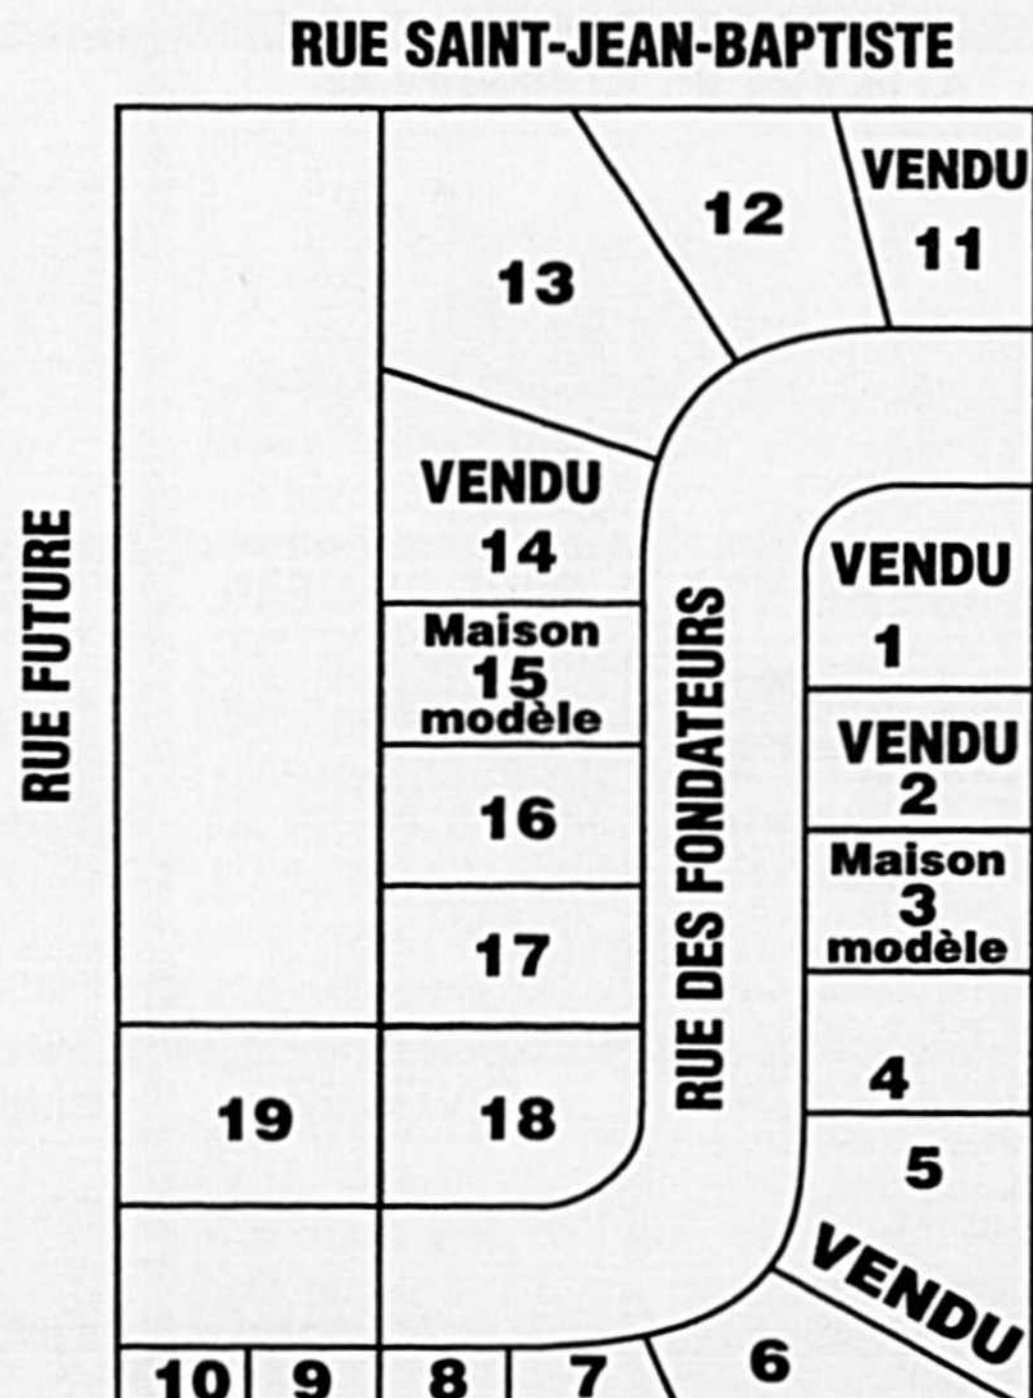 RUE SAINT-JEAN-BAPTISTE
VENDU
11
12
13
VENDU
14
Maison
15
modèle
16
17
18
19
RUE FUTURE
RUE DES FONDATEURS
VENDU
1
VENDU
2
Maison
3
modèle
4
5
VENDU
6
7
8
9
10